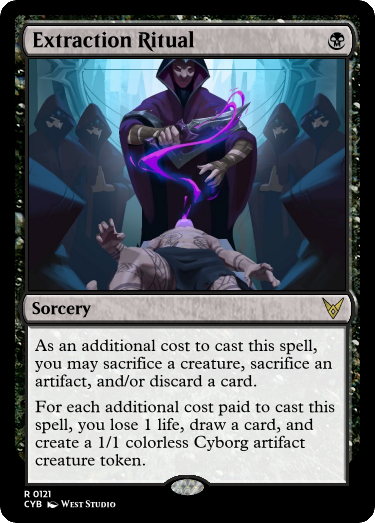 Extraction Ritual
Sorcery
As an additional cost to cast this spell,
you may sacrifice a creature, sacrifice an
artifact, and/or discard a card.
For each additional cost paid to cast this
spell, you lose 1 life, draw a card, and
create a 1/1 colorless Cyborg artifact
creature token.
R 0121
CYB West Studio